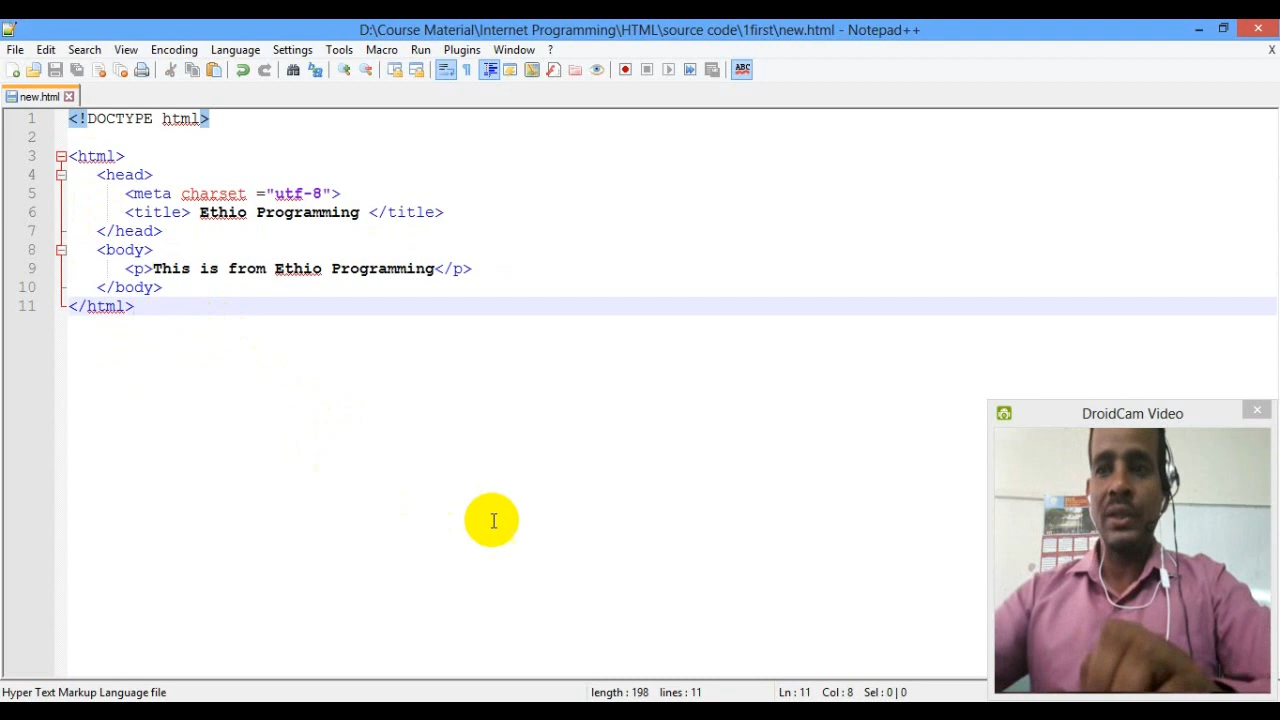 D:\Course Material\Internet Programming\HTML\source code\1first\new.html - Notepad++
File Edit Search View Encoding Language Settings Tools Macro Run Plugins Window ? X
ABC
new.html
1 <!DOCTYPE html>
2
3 <html>
4 <head>
5 <meta charset ="utf-8">
6 <title> Ethio Programming </title>
7 </head>
8 <body>
9 <p>This is from Ethio Programming</p>
10 </body>
11 </html>
DroidCam Video
Hyper Text Markup Language file length : 198 lines : 11 Ln : 11 Col : 8 Sel : 0 | 0